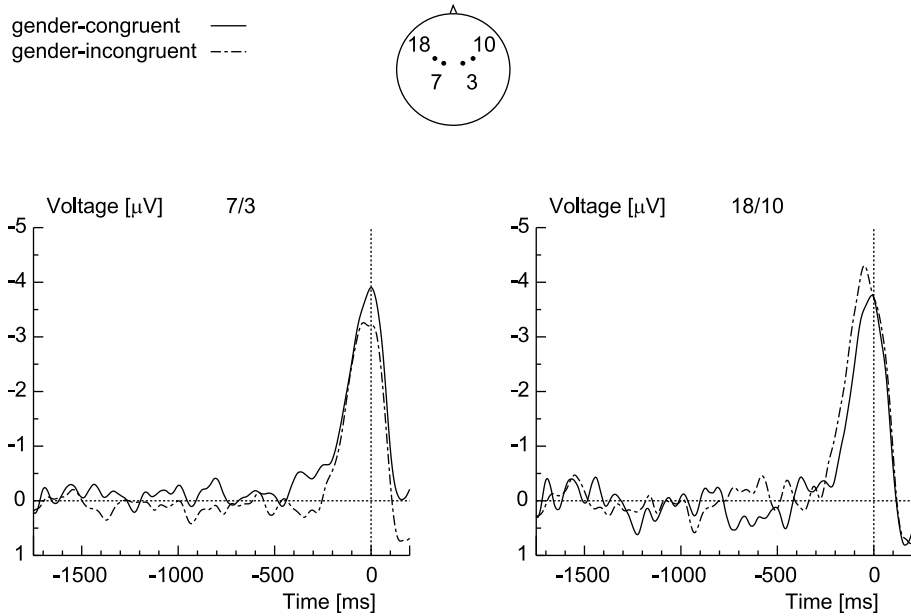 gender-congruent
gender-incongruent
18 10
7 3
Voltage [μV] 7/3
-5
-4
-3
-2
-1
0
1
-1500 -1000 -500 0
Time [ms]
Voltage [μV] 18/10
-5
-4
-3
-2
-1
0
1
-1500 -1000 -500 0
Time [ms]